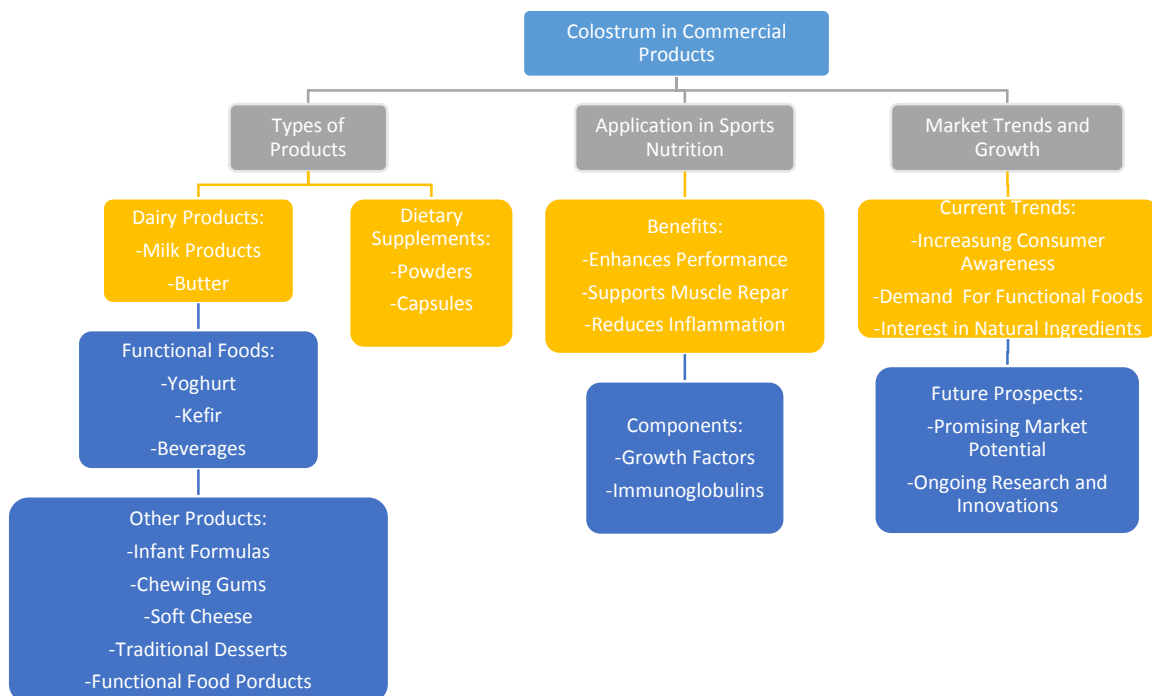 Colostrum in Commercial
Products
Types of
Products
Application in Sports
Nutrition
Market Trends and
Growth
Dairy Products:
-Milk Products
-Butter
Dietary
Supplements:
-Powders
-Capsules
Benefits:
-Enhances Performance
-Supports Muscle Repar
-Reduces Inflammation
Current Trends:
-Increasung Consumer
Awareness
-Demand  For Functional Foods
-Interest in Natural Ingredients
Functional Foods:
-Yoghurt
-Kefir
-Beverages
Components:
-Growth Factors
-Immunoglobulins
Future Prospects:
-Promising Market
Potential
-Ongoing Research and
Innovations
Other Products:
-Infant Formulas
-Chewing Gums
-Soft Cheese
-Traditional Desserts
-Functional Food Porducts